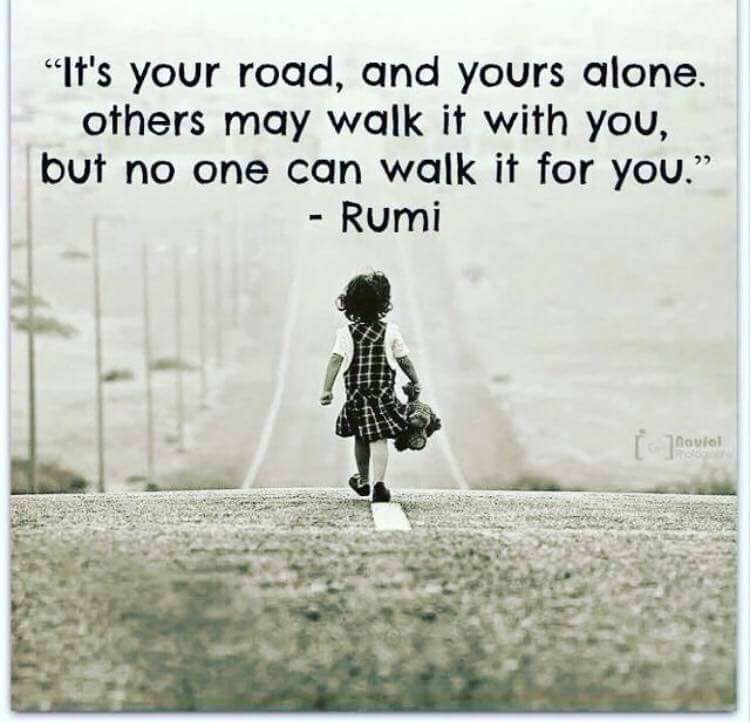 “It's your road, and yours alone.
others may walk it with you,
but no one can walk it for you.”
- Rumi
Naufal
Photography